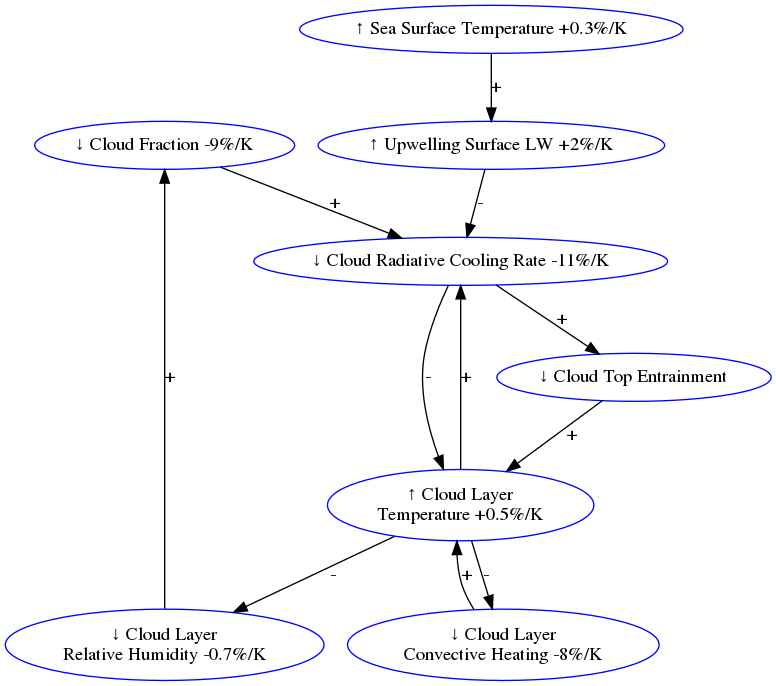 ↑ Sea Surface Temperature +0.3%/K
+
↓ Cloud Fraction -9%/K
↑ Upwelling Surface LW +2%/K
+
-
↓ Cloud Radiative Cooling Rate -11%/K
+
+
-
+
↓ Cloud Top Entrainment
+
↑ Cloud Layer
Temperature +0.5%/K
-
+
-
↓ Cloud Layer
Relative Humidity -0.7%/K
↓ Cloud Layer
Convective Heating -8%/K